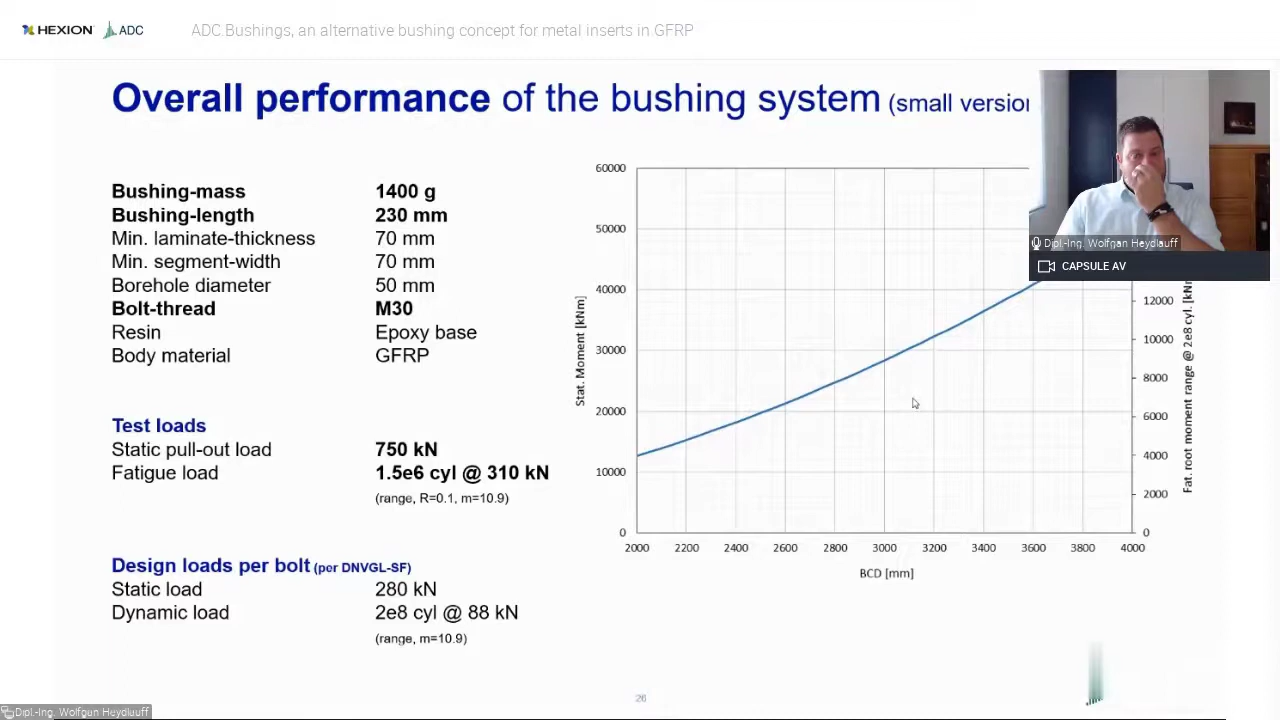 HEXION ADC
ADC Bushings, an alternative bushing concept for metal inserts in GFRP
Overall performance of the bushing system (small version
Bushing-mass 1400 g
Bushing-length 230 mm
Min. laminate-thickness 70 mm
Min. segment-width 70 mm
Borehole diameter 50 mm
Bolt-thread M30
Resin Epoxy base
Body material GFRP
Test loads
Static pull-out load 750 kN
Fatigue load 1.5e6 cyl @ 310 kN
(range, R=0.1, m=10.9)
Design loads per bolt (per DNVGL-SF)
Static load 280 kN
Dynamic load 2e8 cyl @ 88 kN
(range, m=10.9)
Stat. Moment [kNm]
60000
50000
40000
30000
20000
10000
0
2000 2200 2400 2600 2800 3000 3200 3400 3600 3800 4000
BCD [mm]
12000
10000
8000
6000
4000
2000
0
Fat. root moment range @ 2e8 cyl. [kN
Dipl.-Ing. Wolfgan Heydlauff
CAPSULE AV
26
Dipl.-Ing. Wolfgan Heydlauff